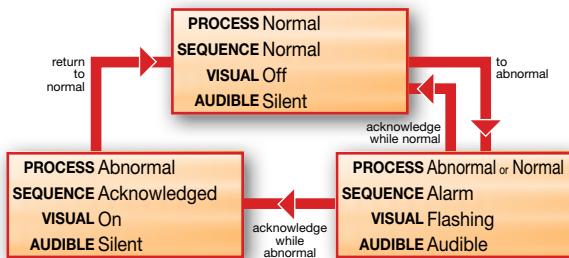 PROCESS Normal
SEQUENCE Normal
VISUAL Off
AUDIBLE Silent
return
to
normal
to
abnormal
acknowledge
while normal
PROCESS Abnormal
SEQUENCE Acknowledged
VISUAL On
AUDIBLE Silent
acknowledge
while
abnormal
PROCESS Abnormal or Normal
SEQUENCE Alarm
VISUAL Flashing
AUDIBLE Audible